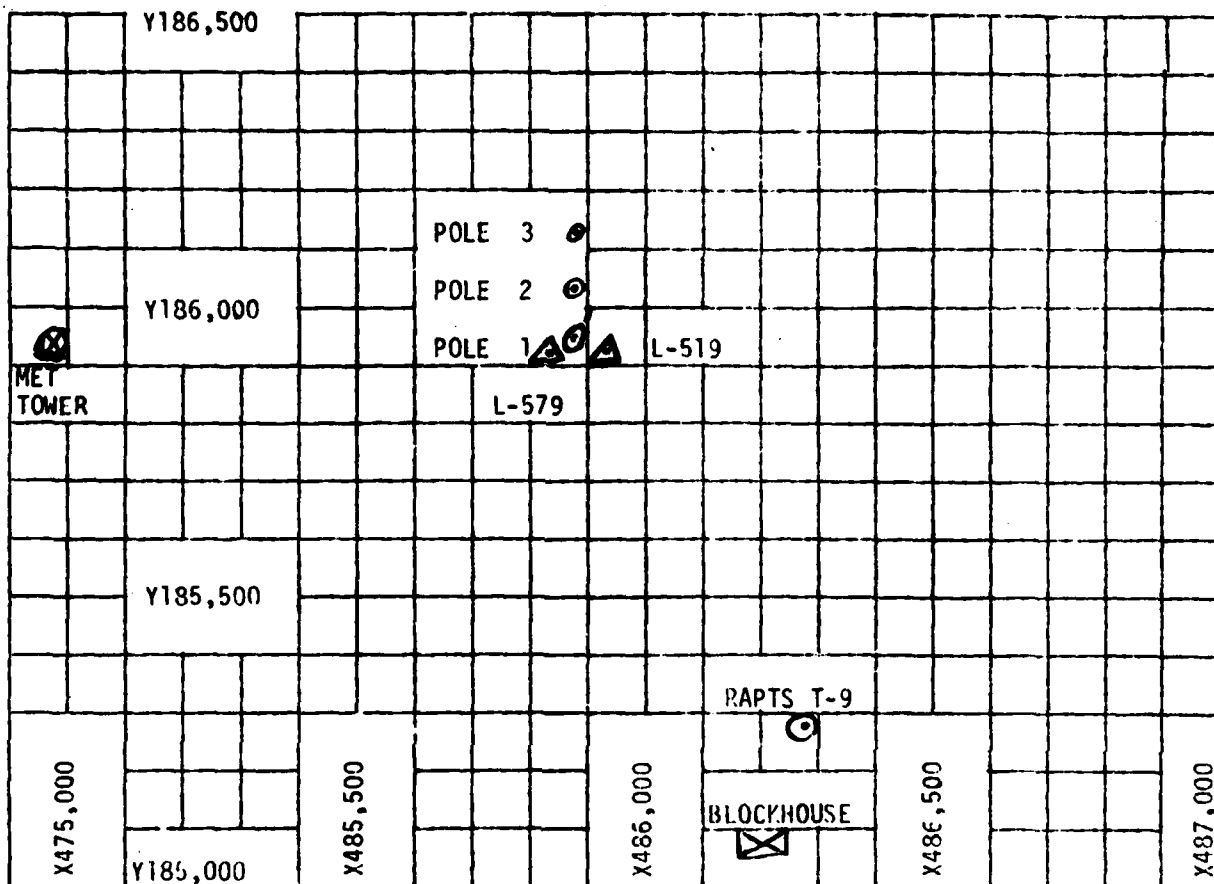 Y186,500
POLE 3
POLE 2
Y186,000
POLE 1
L-519
MET
TOWER
L-579
Y185,500
RAPTS T-9
X475,000
X485,500
X486,000
X486,500
X487,000
BLOCKHOUSE
Y185,000